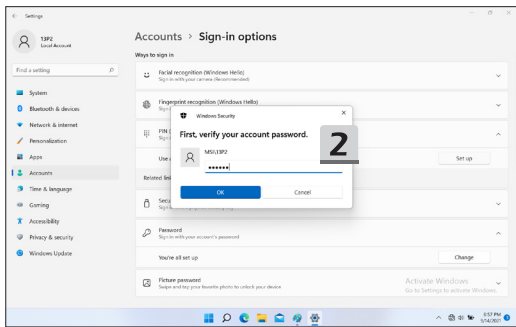 Settings
13P2
Local Account
Accounts > Sign-in options
Ways to sign in
Find a setting
System
Bluetooth & devices
Network & internet
Personalization
Apps
Accounts
Time & language
Gaming
Accessibility
Privacy & security
Windows Update
Facial recognition (Windows Hello)
Sign in with your camera (Recommended)
Fingerprint recognition (Windows Hello)
PIN
Set up
Windows Security
First, verify your account password.
MSI\13P2
OK
Cancel
2
Password
Sign in with your account's password
You're all set up
Change
Picture password
Swipe and tap your favorite photo to unlock your device
Activate Windows
Go to Settings to activate Windows.
6:57 PM